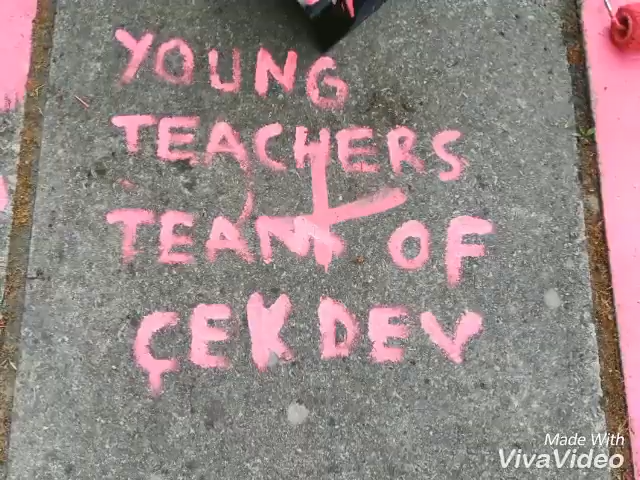 YOUNG
TEACHERS
TEAM OF
ÇEKDEV
Made With
VivaVideo